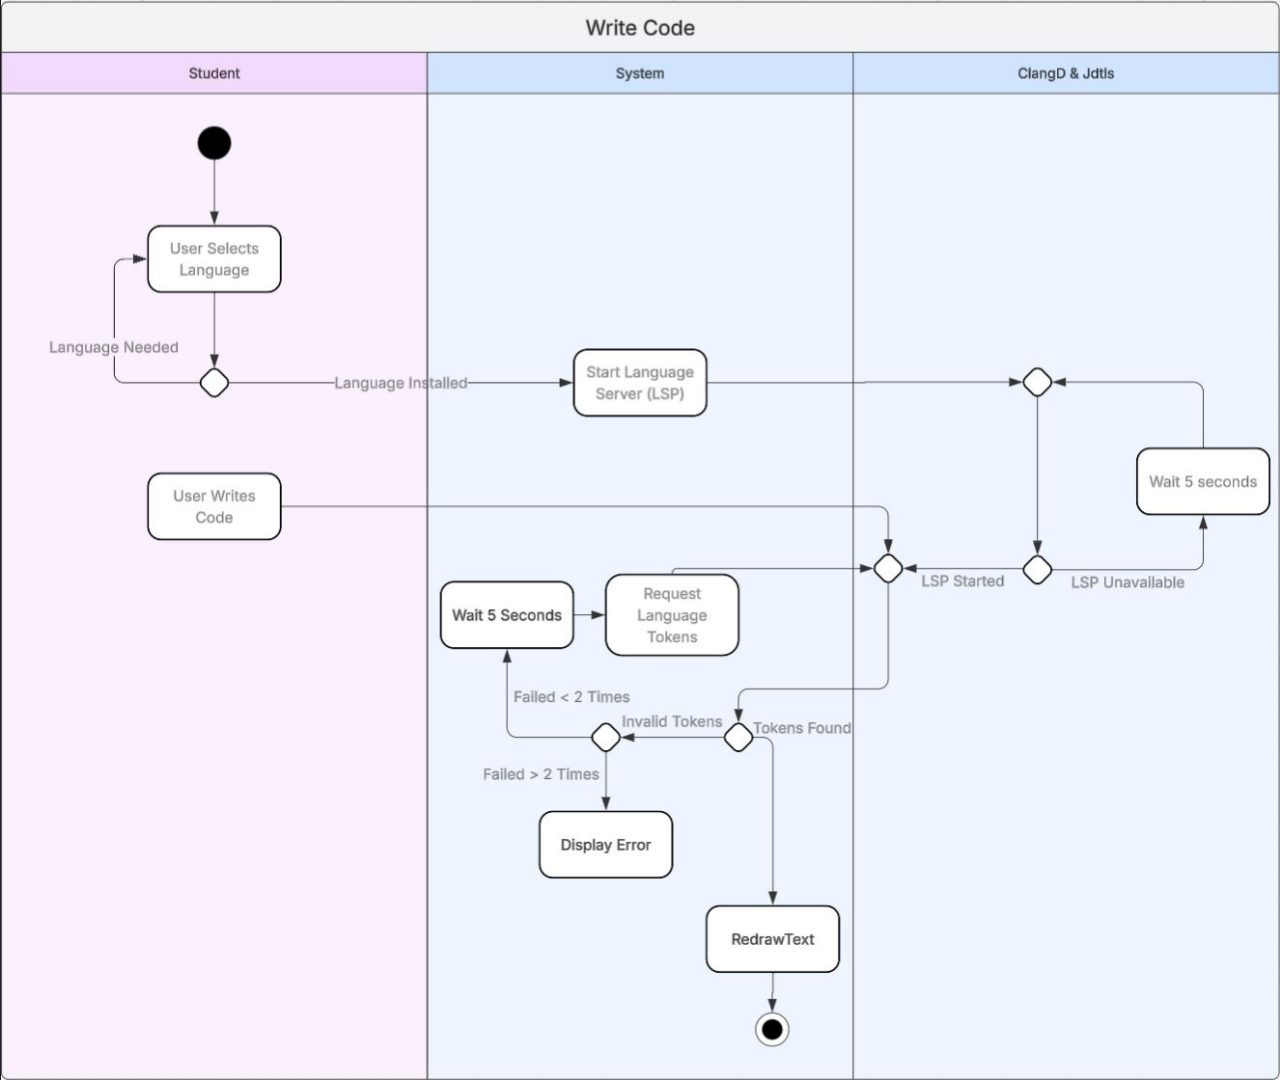 Write Code
Student
System
ClangD & Jdtls
User Selects
Language
Language Needed
Language Installed
Start Language
Server (LSP)
User Writes
Code
Wait 5 seconds
LSP Started
LSP Unavailable
Wait 5 Seconds
Request
Language
Tokens
Failed < 2 Times
Invalid Tokens
Tokens Found
Failed > 2 Times
Display Error
RedrawText